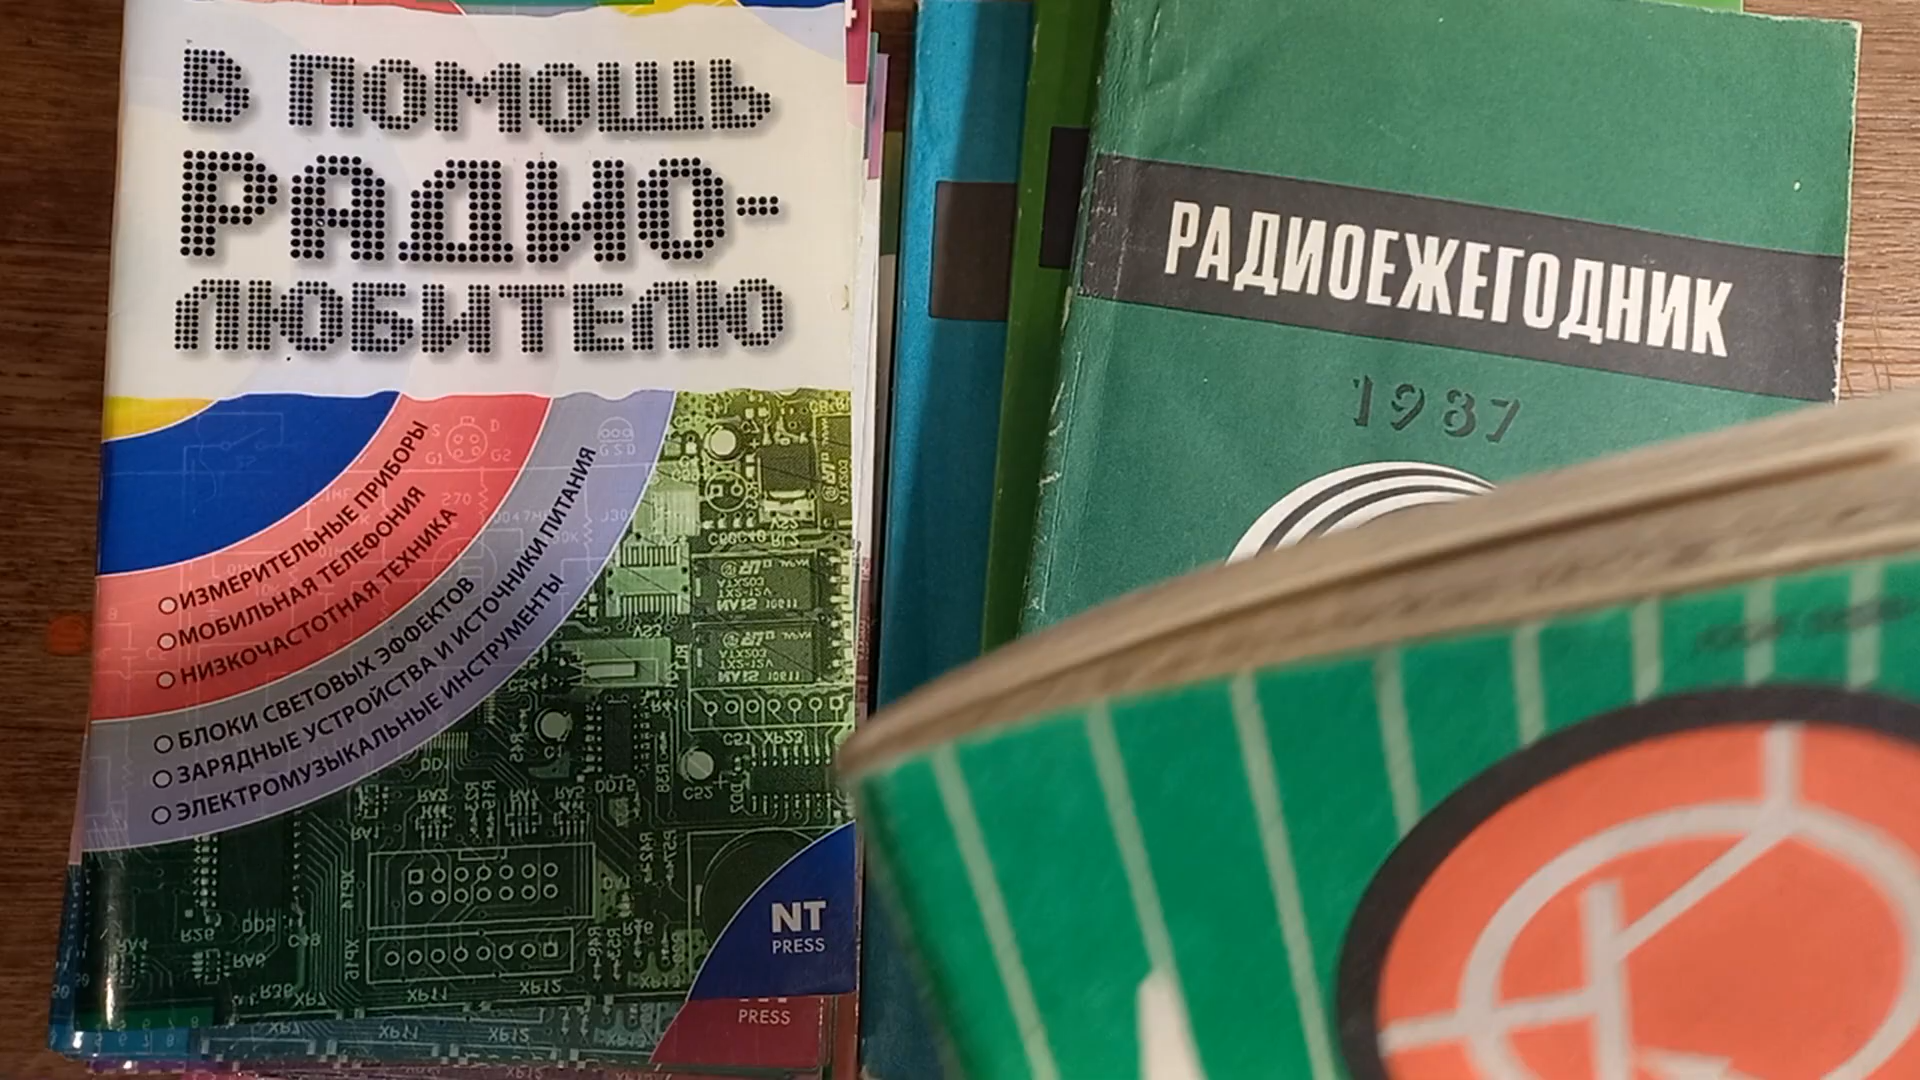 В ПОМОЩЬ
РАДИО-
ЛЮБИТЕЛЮ
ИЗМЕРИТЕЛЬНЫЕ ПРИБОРЫ
МОБИЛЬНАЯ ТЕЛЕФОНИЯ
НИЗКОЧАСТОТНАЯ ТЕХНИКА
БЛОКИ СВЕТОВЫХ ЭФФЕКТОВ
ЗАРЯДНЫЕ УСТРОЙСТВА И ИСТОЧНИКИ ПИТАНИЯ
ЭЛЕКТРОМУЗЫКАЛЬНЫЕ ИНСТРУМЕНТЫ
NT
PRESS
PRESS
РАДИОЕЖЕГОДНИК
1987